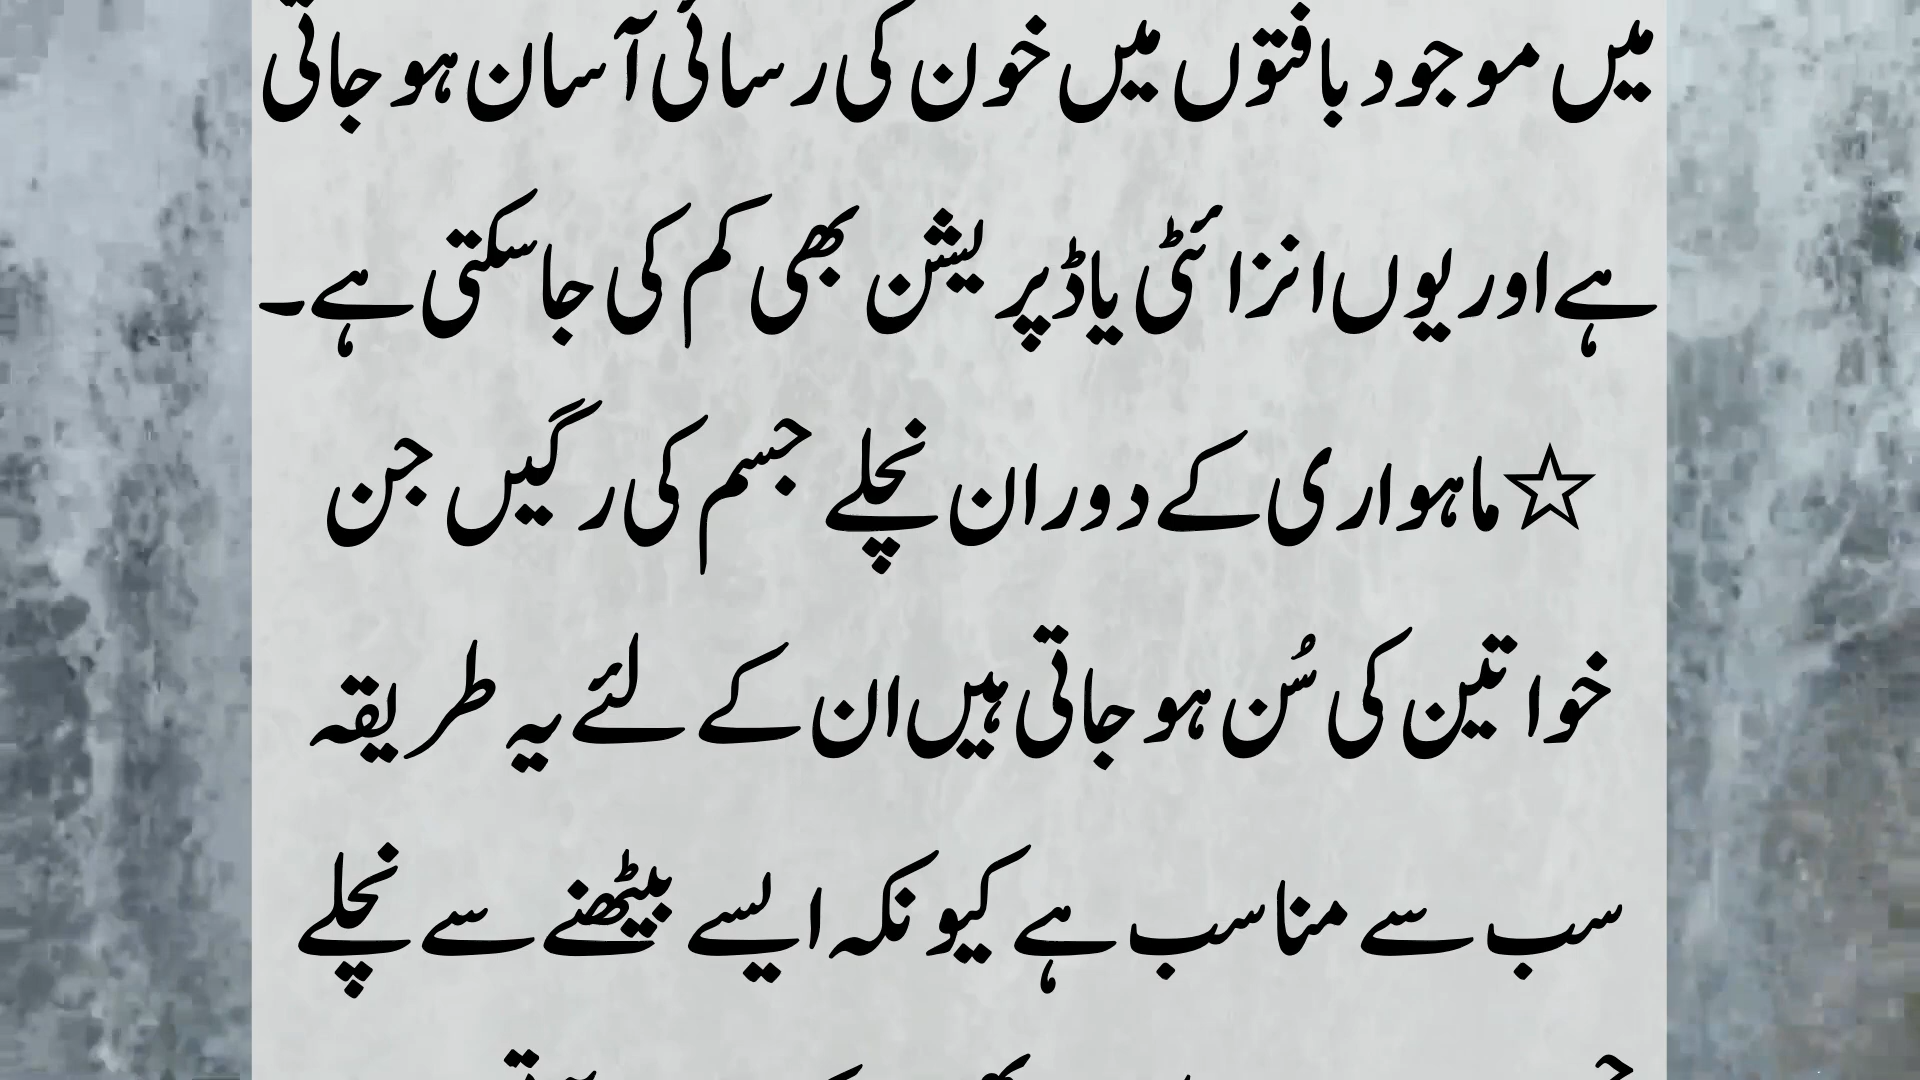 میں موجود بافتوں میں خون کی رسائی آسان ہو جاتی
ہے اور یوں انزائٹی یا ڈپریشن بھی کم کی جا سکتی ہے۔
☆ ماہواری کے دوران نچلے جسم کی رگیں جن
خواتین کی سُن ہو جاتی ہیں ان کے لئے یہ طریقہ
سب سے مناسب ہے کیونکہ ایسے بیٹھنے سے نچلے